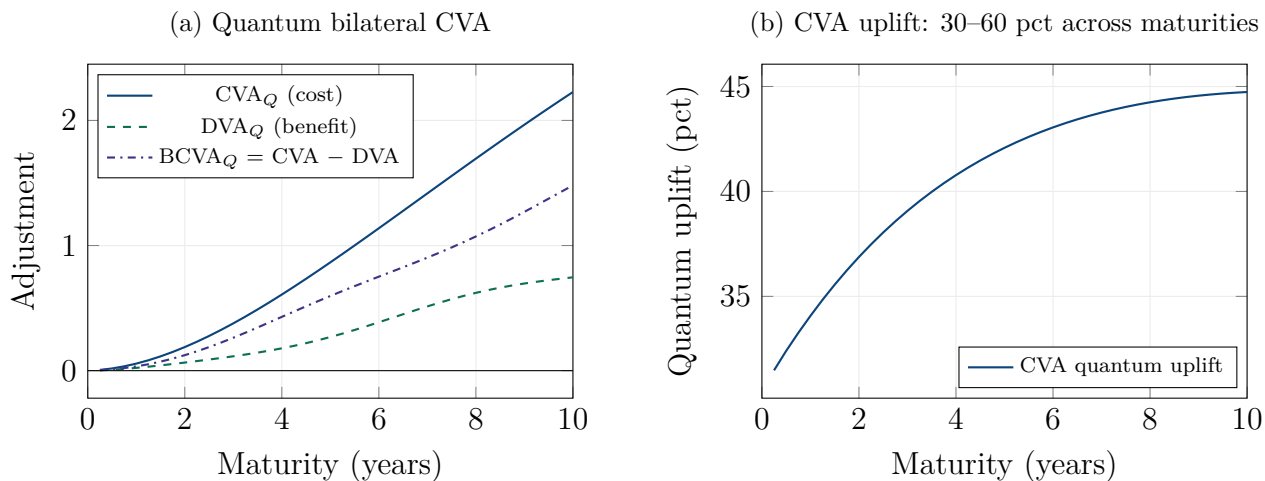 (a) Quantum bilateral CVA
CVA_Q (cost)
DVA_Q (benefit)
BCVA_Q = CVA − DVA
Adjustment
2
1
0
0 2 4 6 8 10
Maturity (years)
(b) CVA uplift: 30–60 pct across maturities
Quantum uplift (pct)
45
40
35
CVA quantum uplift
0 2 4 6 8 10
Maturity (years)